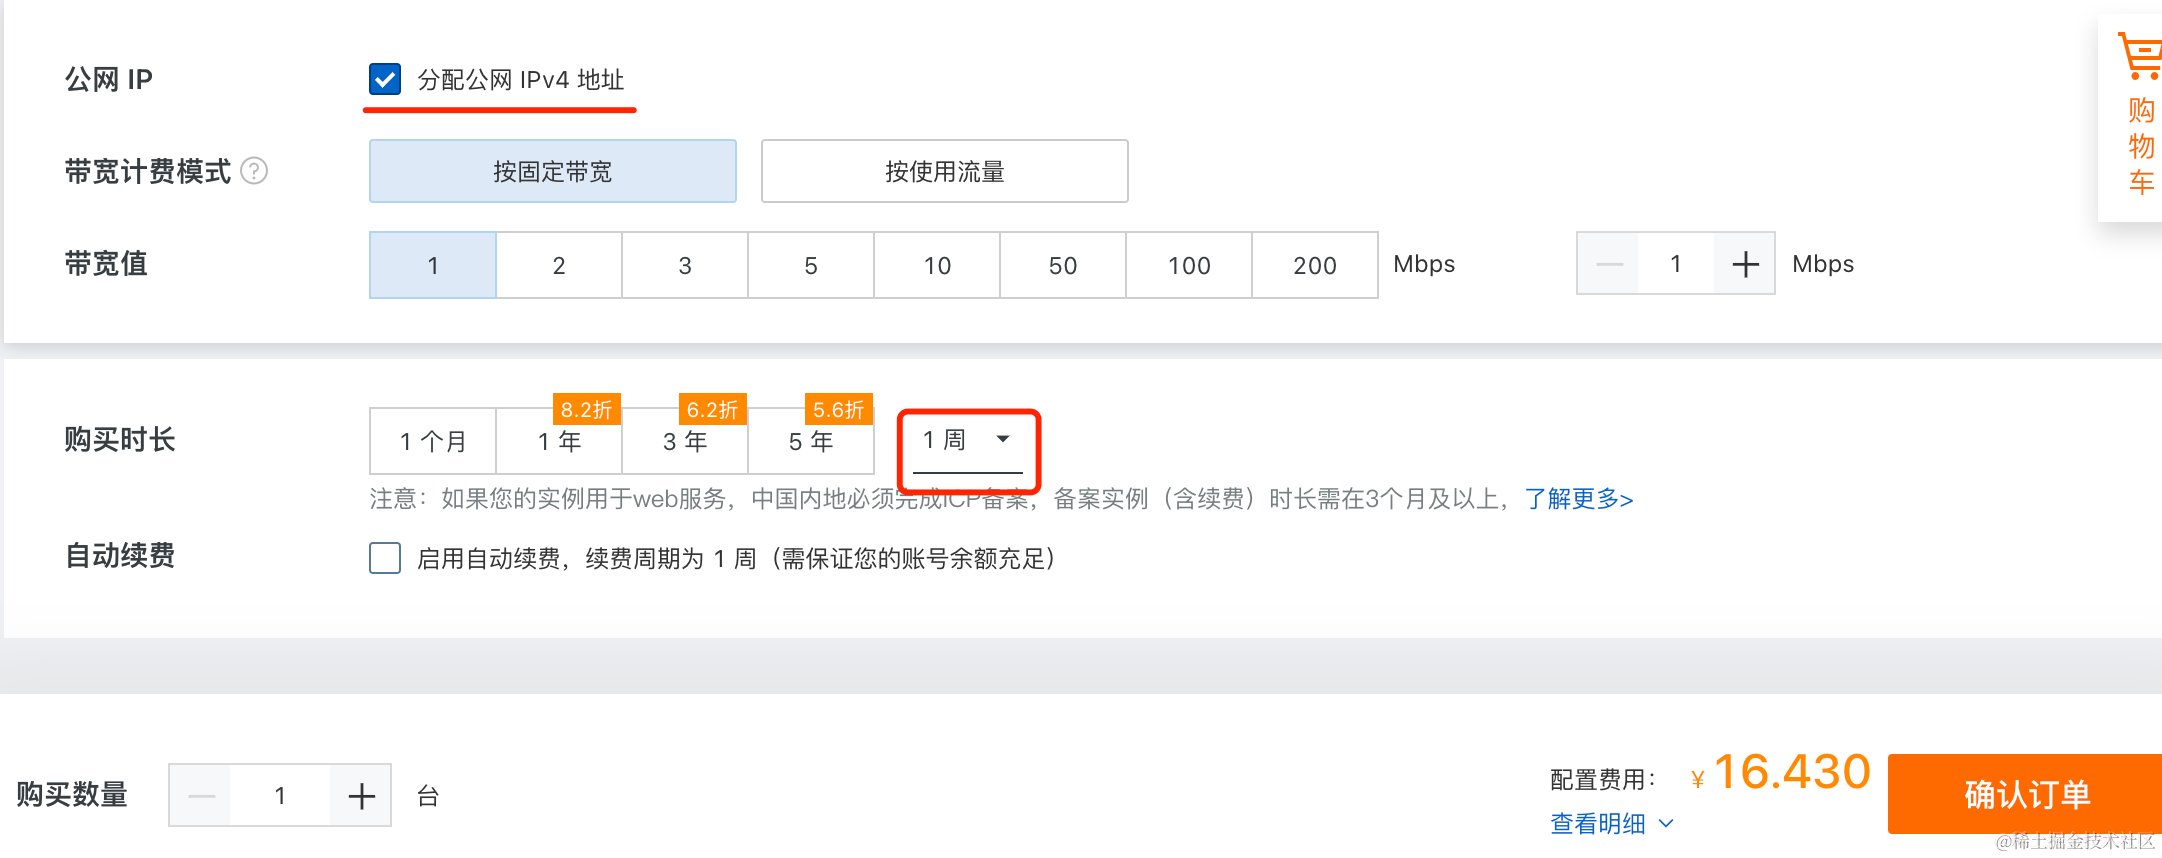 公网 IP
分配公网 IPv4 地址
购物车
带宽计费模式 ?
按固定带宽
按使用流量
带宽值
1 2 3 5 10 50 100 200 Mbps
1 Mbps
购买时长
8.2折 6.2折 5.6折
1 个月 1 年 3 年 5 年 1 周
注意：如果您的实例用于web服务，中国内地必须完成ICP备案，备案实例（含续费）时长需在3个月及以上，了解更多>
自动续费
启用自动续费，续费周期为 1 周（需保证您的账号余额充足）
购买数量
1 台
配置费用： ¥ 16.430
查看明细
确认订单
@稀土掘金技术社区